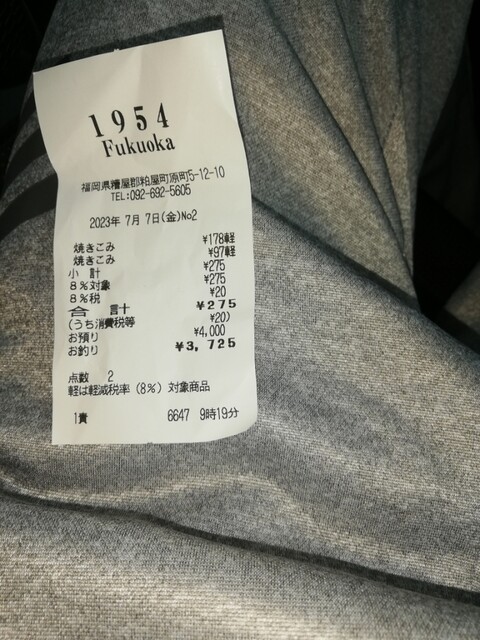 1954
Fukuoka
福岡県糟屋郡粕屋町原町5-12-10
TEL:092-692-5605
2023年 7月 7日(金)No2
焼きこみ ¥178軽
焼きこみ ¥97軽
小 計 ¥275
8%対象 ¥275
8%税 ¥20
合 計 ¥275
(うち消費税等 ¥20)
お預り ¥4,000
お釣り ¥3,725
点数 2
軽は軽減税率(8%)対象商品
1責 6647 9時19分